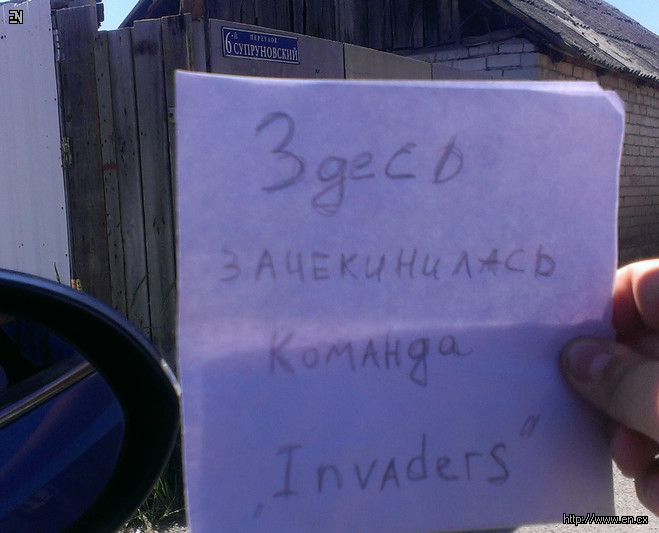 EN
6-й ПЕРЕУЛОК
СУПРУНОВСКИЙ
Здесь
ЗАЧЕКИНИЛАСЬ
Команда
„Invaders"
http://www.en.cx